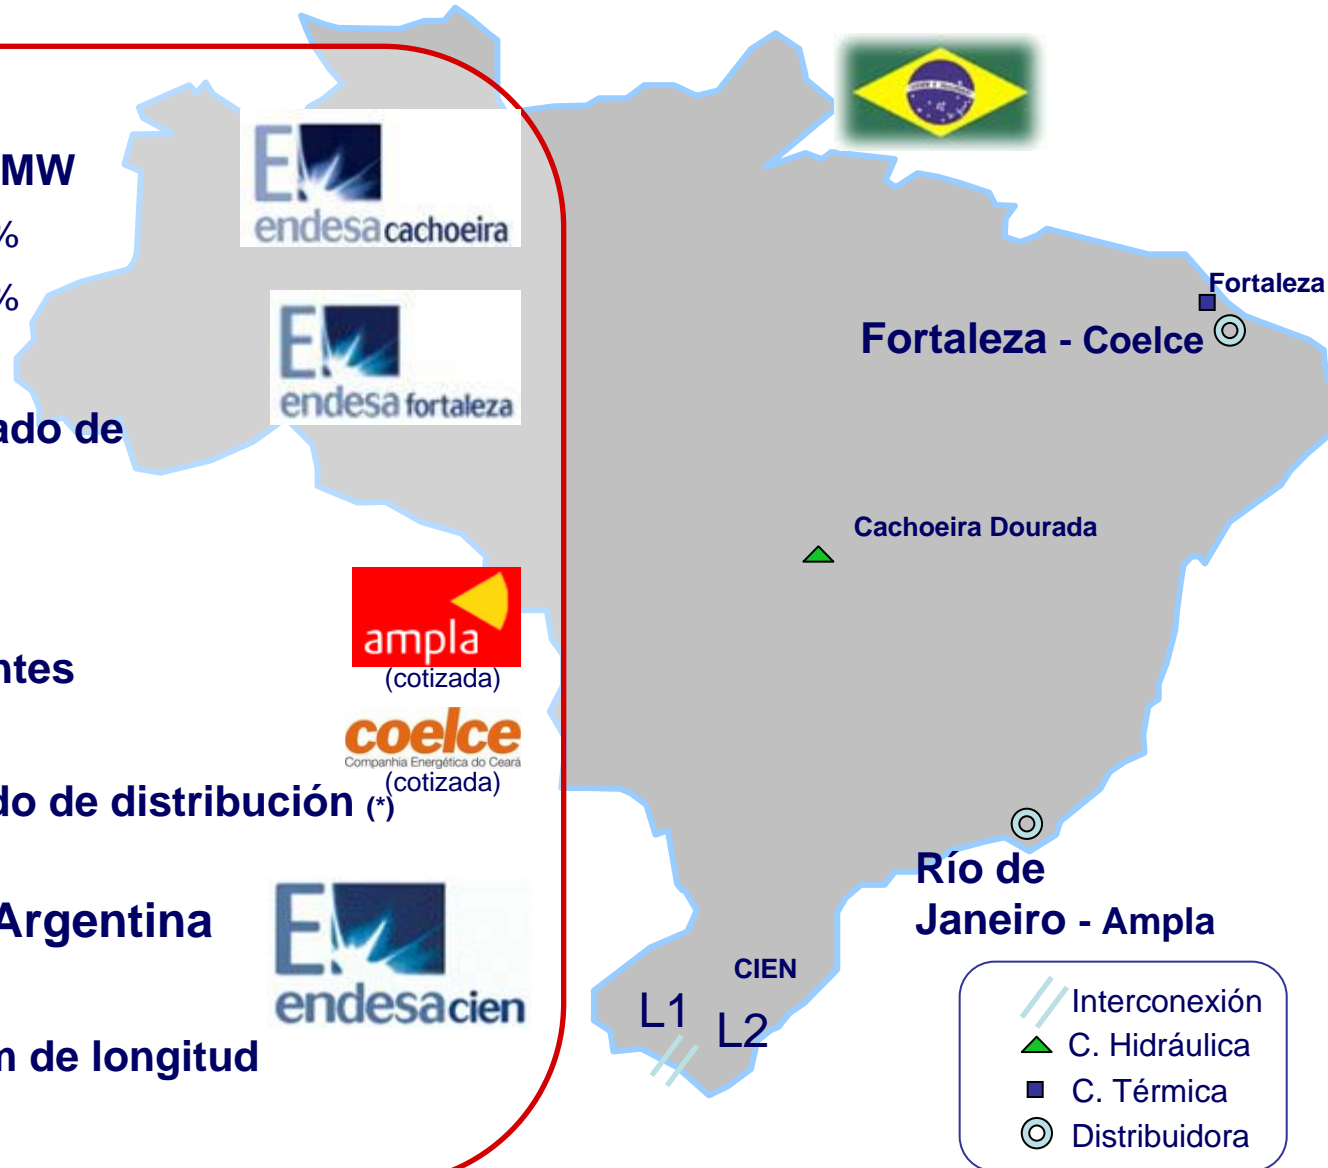 MW
%
%
ado de
ntes
do de distribución (*)
Argentina
m de longitud
E
endesa cachoeira
E
endesa fortaleza
ampla
(cotizada)
coelce
Companhia Energética do Ceará
(cotizada)
E
endesa cien
Fortaleza
Fortaleza - Coelce
Cachoeira Dourada
Río de
Janeiro - Ampla
CIEN
L1
L2
Interconexión
C. Hidráulica
C. Térmica
Distribuidora